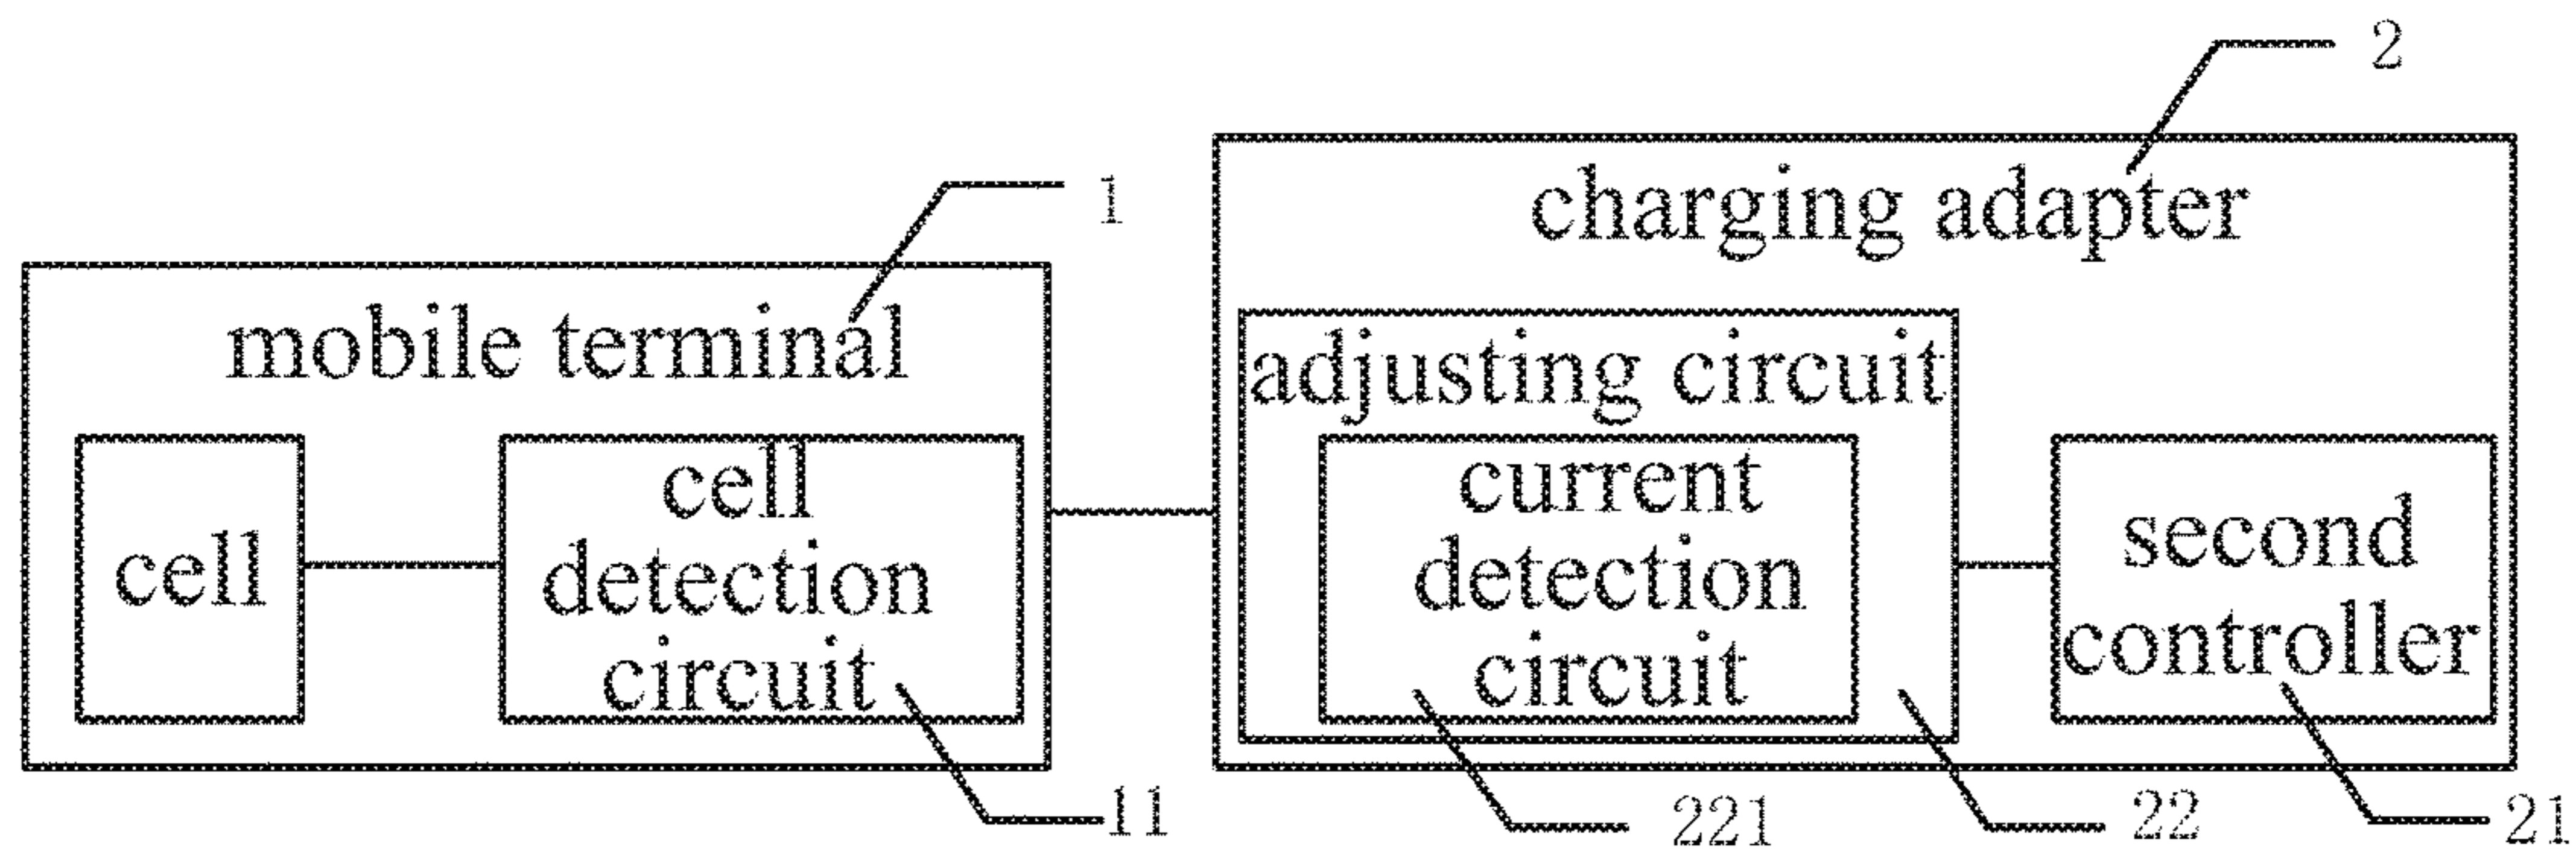 2
charging adapter
1
mobile terminal
adjusting circuit
cell
cell
detection
circuit
current
detection
circuit
second
controller
11
221
22
21